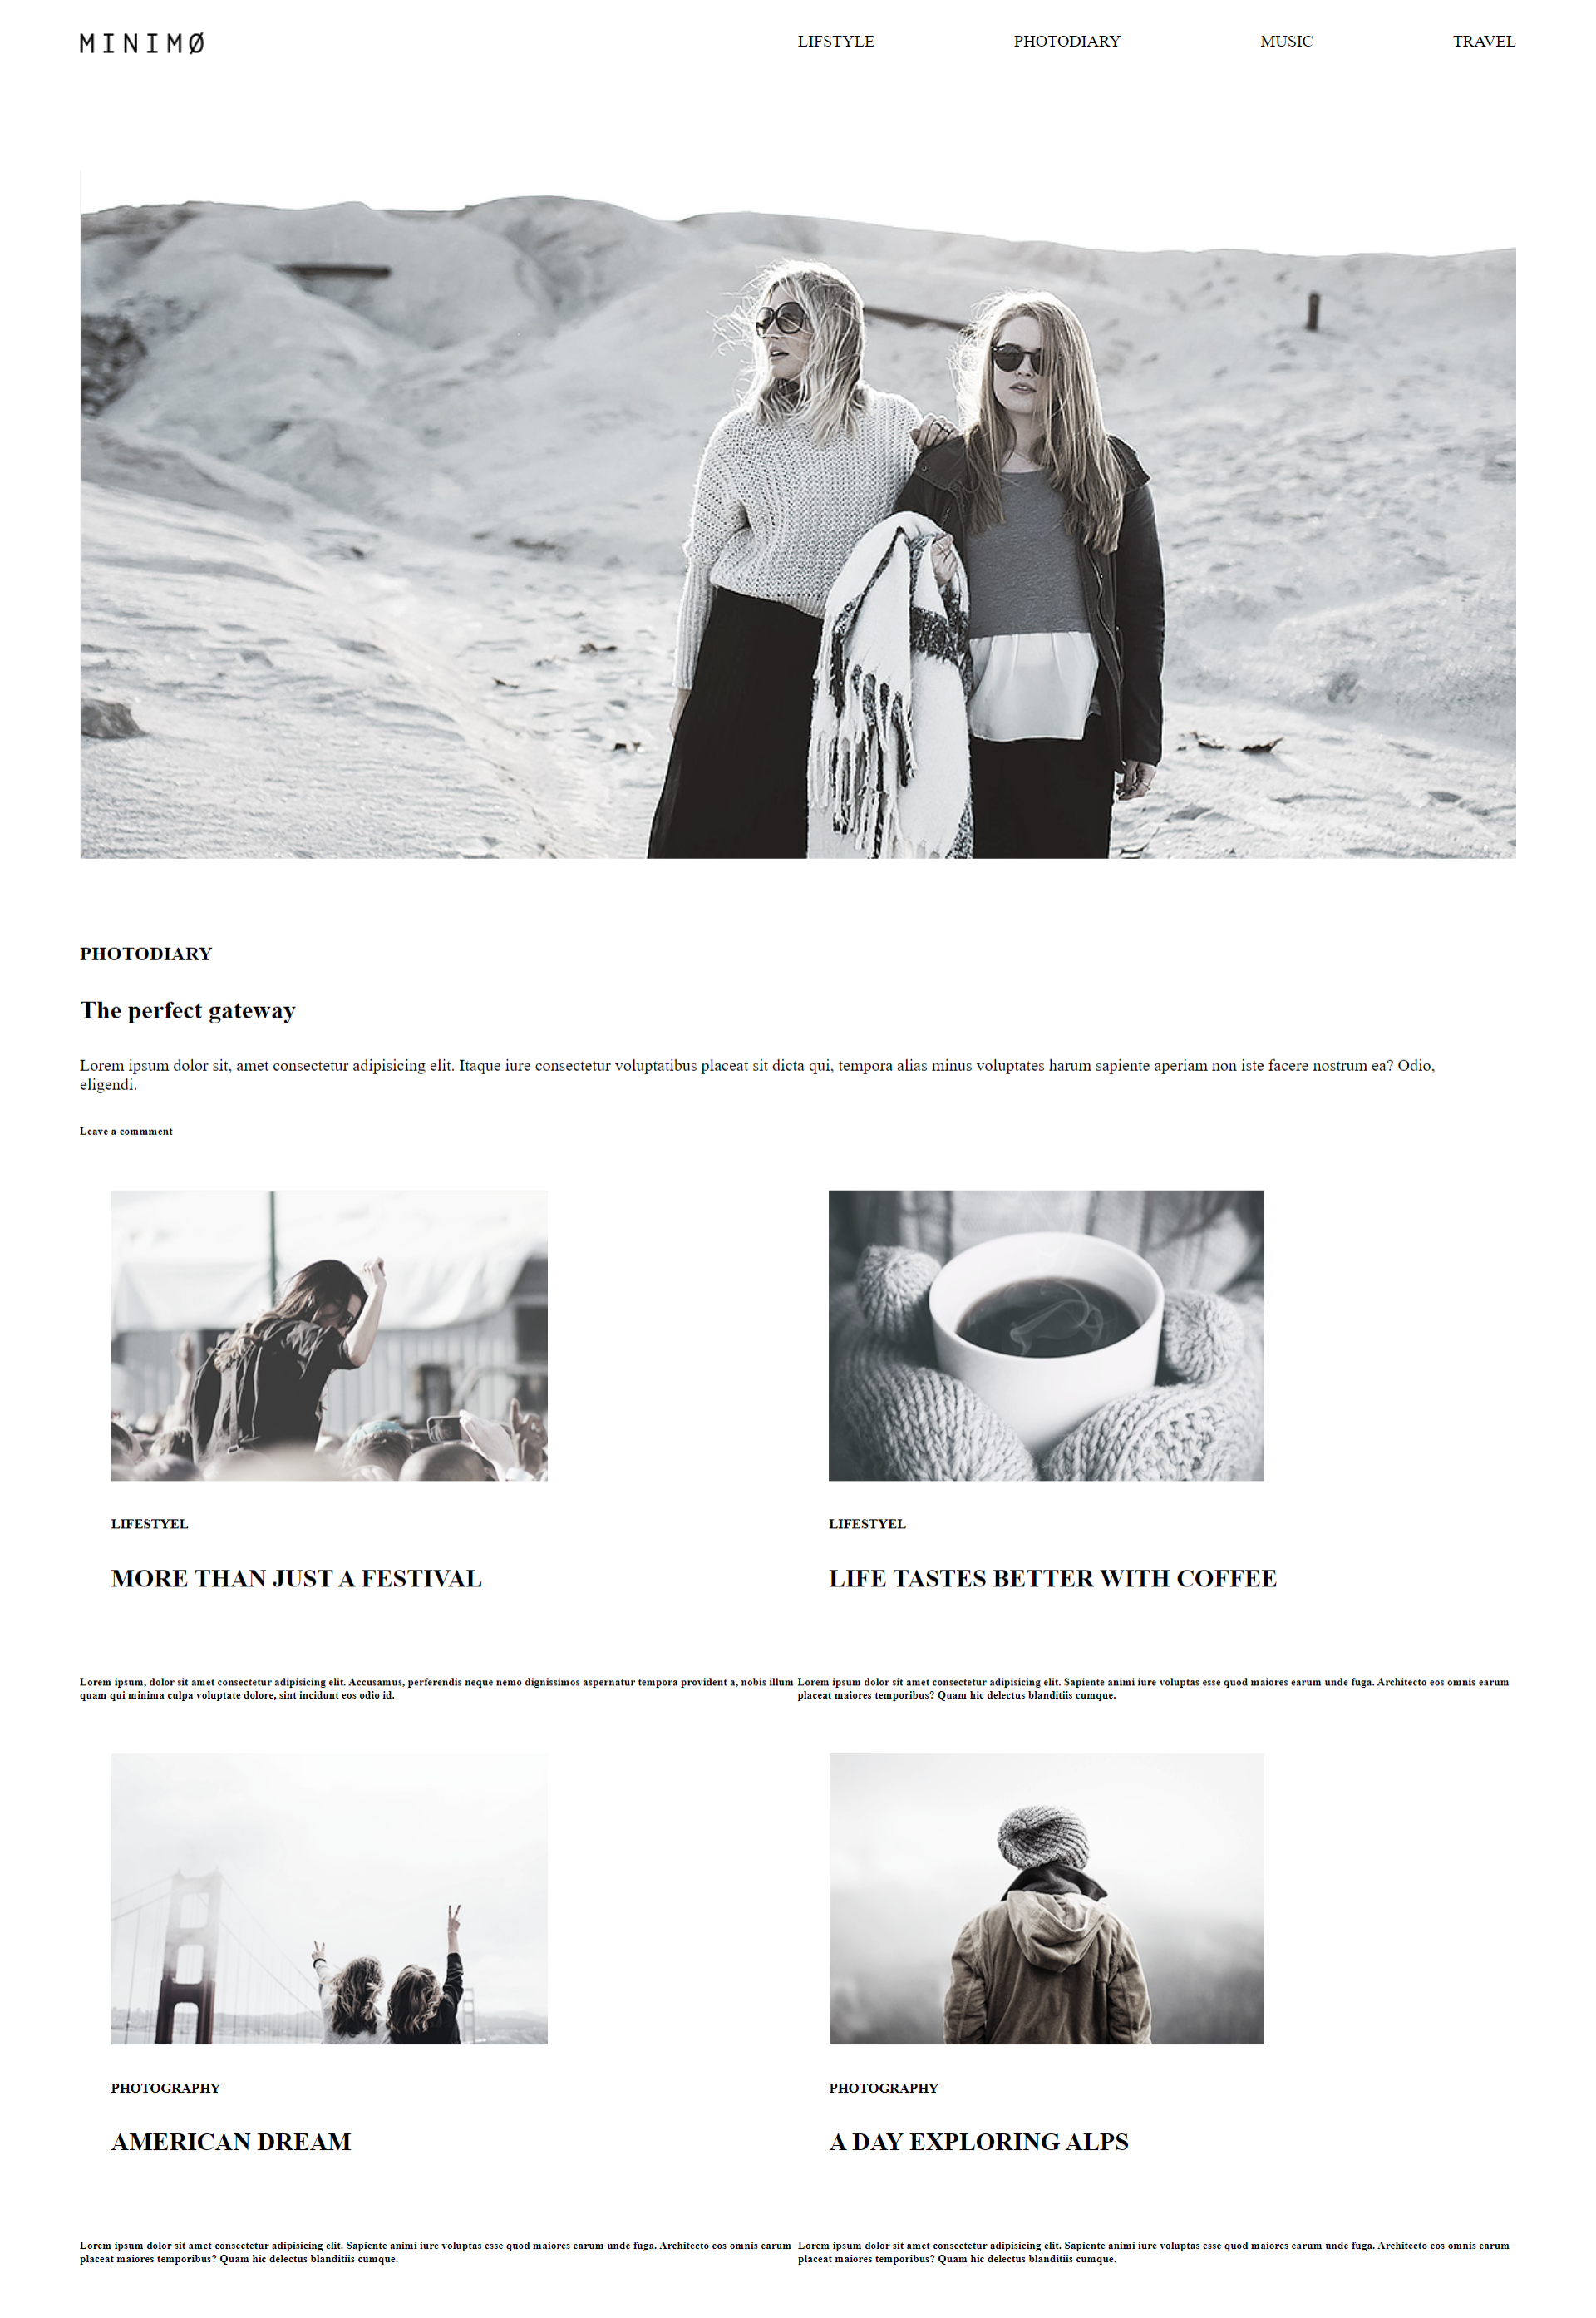 MINIMØ
LIFSTYLE
PHOTODIARY
MUSIC
TRAVEL
PHOTODIARY
The perfect gateway
Lorem ipsum dolor sit, amet consectetur adipisicing elit. Itaque iure consectetur voluptatibus placeat sit dicta qui, tempora alias minus voluptates harum sapiente aperiam non iste facere nostrum ea? Odio,
eligendi.
Leave a commment
LIFESTYEL
MORE THAN JUST A FESTIVAL
Lorem ipsum, dolor sit amet consectetur adipisicing elit. Accusamus, perferendis neque nemo dignissimos aspernatur tempora provident a, nobis illum
quam qui minima culpa voluptate dolore, sint incidunt eos odio id.
LIFESTYEL
LIFE TASTES BETTER WITH COFFEE
Lorem ipsum dolor sit amet consectetur adipisicing elit. Sapiente animi iure voluptas esse quod maiores earum unde fuga. Architecto eos omnis earum
placeat maiores temporibus? Quam hic delectus blanditiis cumque.
PHOTOGRAPHY
AMERICAN DREAM
Lorem ipsum dolor sit amet consectetur adipisicing elit. Sapiente animi iure voluptas esse quod maiores earum unde fuga. Architecto eos omnis earum
placeat maiores temporibus? Quam hic delectus blanditiis cumque.
PHOTOGRAPHY
A DAY EXPLORING ALPS
Lorem ipsum dolor sit amet consectetur adipisicing elit. Sapiente animi iure voluptas esse quod maiores earum unde fuga. Architecto eos omnis earum
placeat maiores temporibus? Quam hic delectus blanditiis cumque.